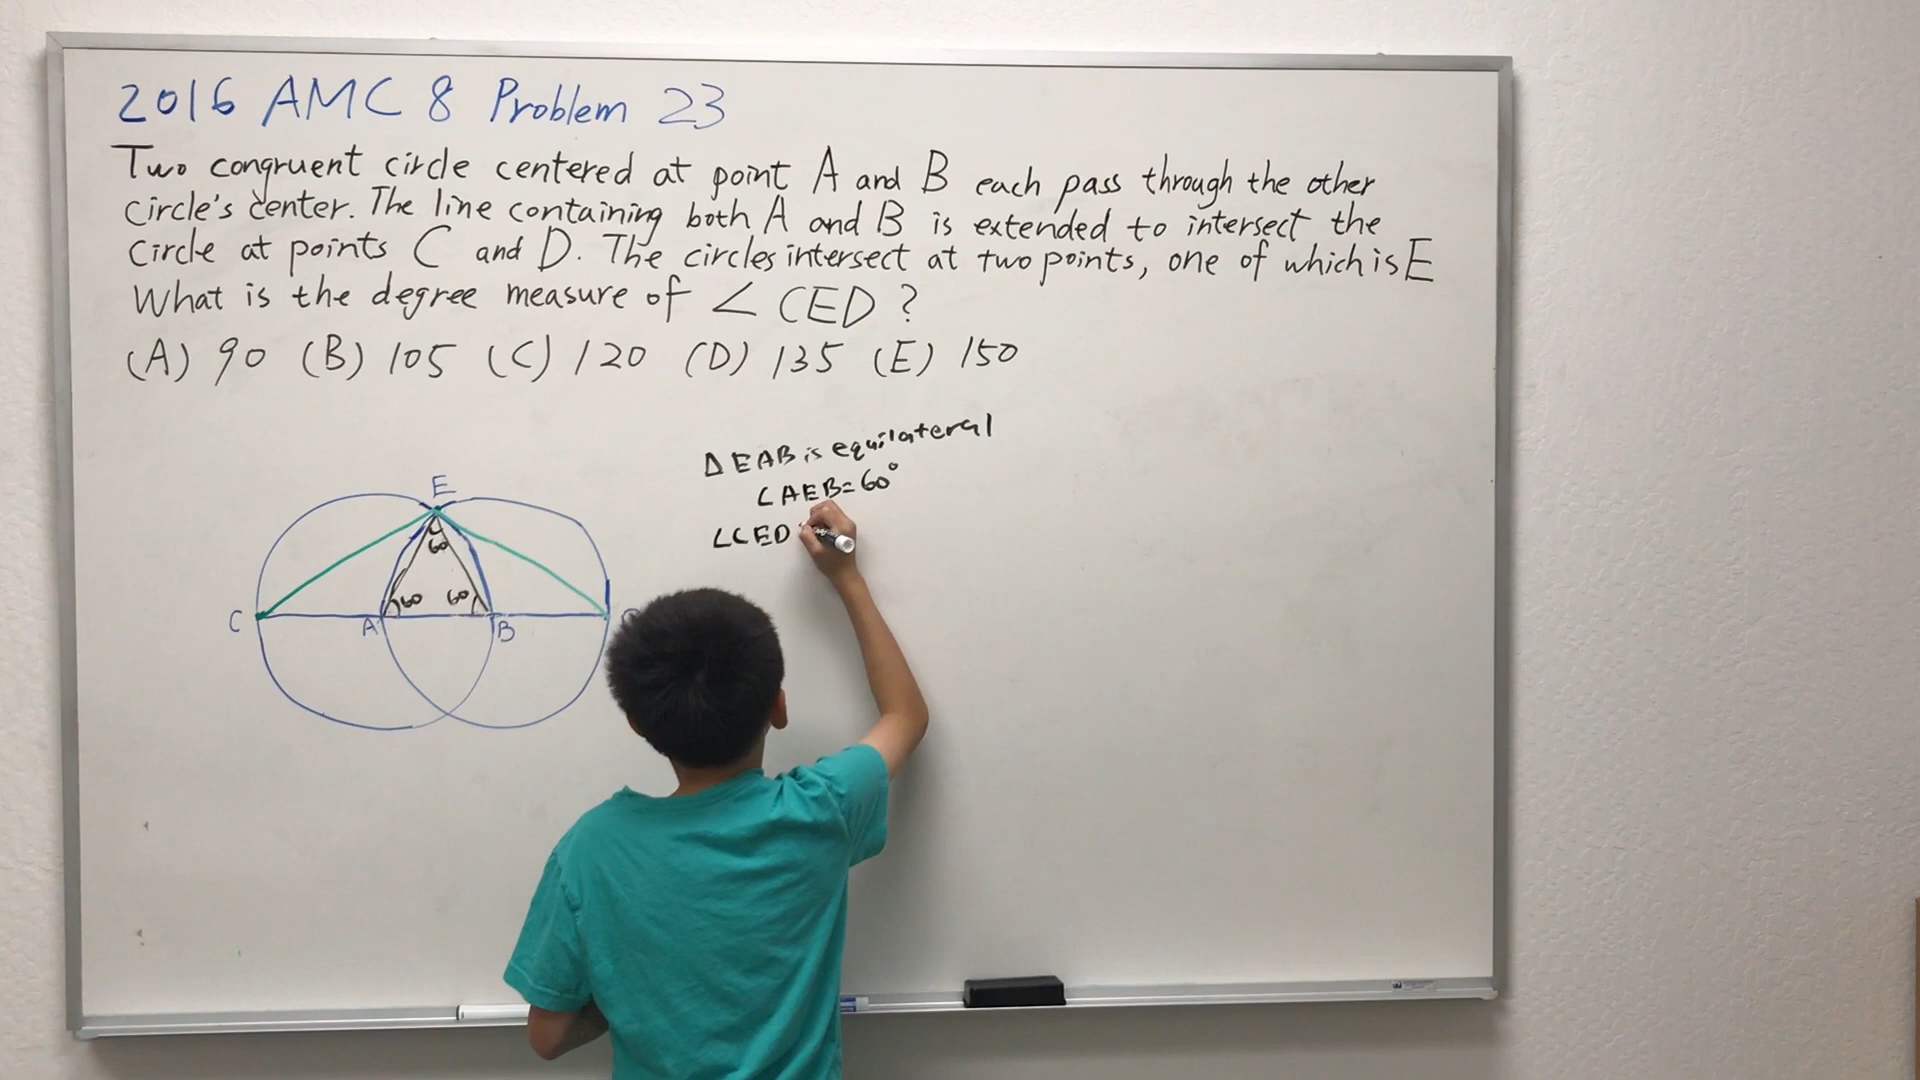 2016 AMC 8 Problem 23
Two congruent circle centered at point A and B each pass through the other
circle's center. The line containing both A and B is extended to intersect the
circle at points C and D. The circles intersect at two points, one of which is E
What is the degree measure of ∠CED?
(A) 90 (B) 105 (C) 120 (D) 135 (E) 150
△EAB is equilateral
∠AEB=60°
∠CED
E
60
60 60
C A B